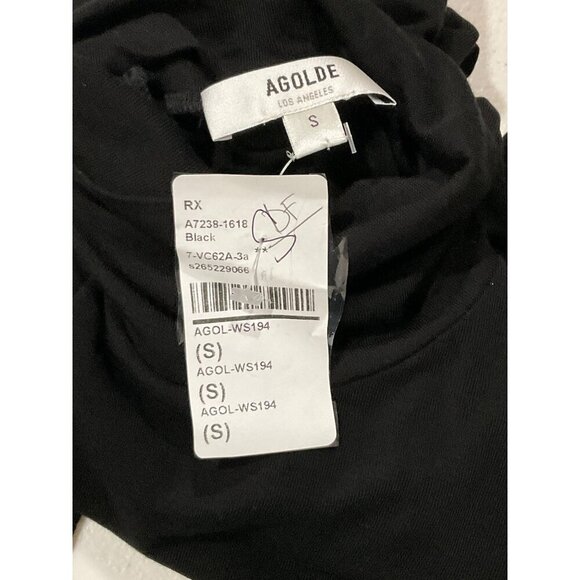 AGOLDE
LOS ANGELES
S
RX
A7238-1618
Black
**
7-VC62A-3a
s265229066
AGOL-WS194
(S)
AGOL-WS194
(S)
AGOL-WS194
(S)